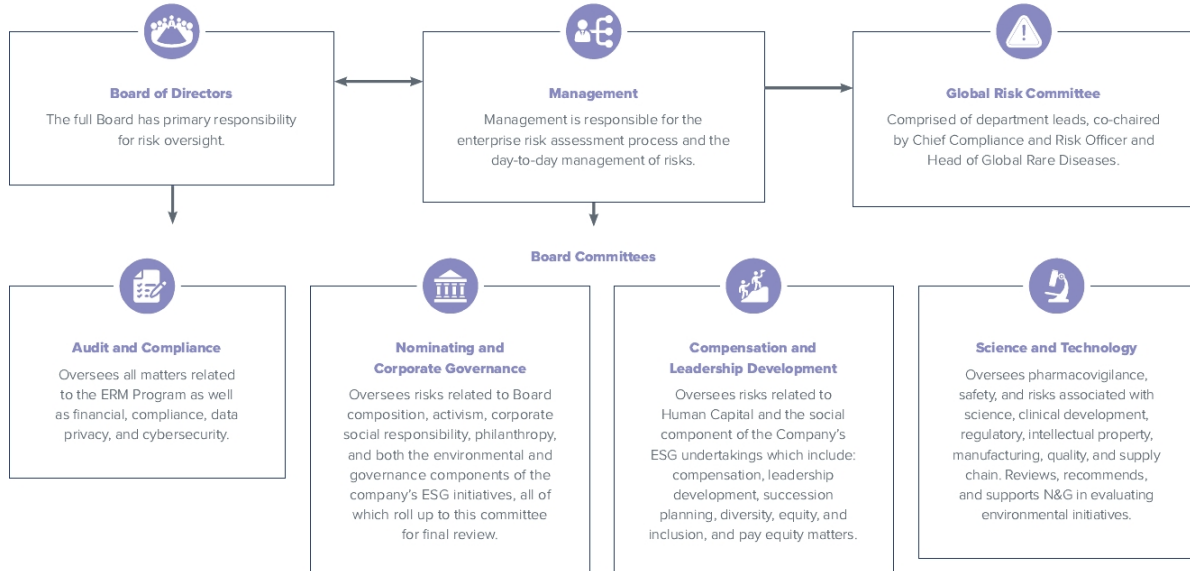 Board of Directors
The full Board has primary responsibility
for risk oversight.
Management
Management is responsible for the
enterprise risk assessment process and the
day-to-day management of risks.
Global Risk Committee
Comprised of department leads, co-chaired
by Chief Compliance and Risk Officer and
Head of Global Rare Diseases.
Board Committees
Audit and Compliance
Oversees all matters related
to the ERM Program as well
as financial, compliance, data
privacy, and cybersecurity.
Nominating and
Corporate Governance
Oversees risks related to Board
composition, activism, corporate
social responsibility, philanthropy,
and both the environmental and
governance components of the
company’s ESG initiatives, all of
which roll up to this committee
for final review.
Compensation and
Leadership Development
Oversees risks related to
Human Capital and the social
component of the Company’s
ESG undertakings which include:
compensation, leadership
development, succession
planning, diversity, equity, and
inclusion, and pay equity matters.
Science and Technology
Oversees pharmacovigilance,
safety, and risks associated with
science, clinical development,
regulatory, intellectual property,
manufacturing, quality, and supply
chain. Reviews, recommends,
and supports N&G in evaluating
environmental initiatives.